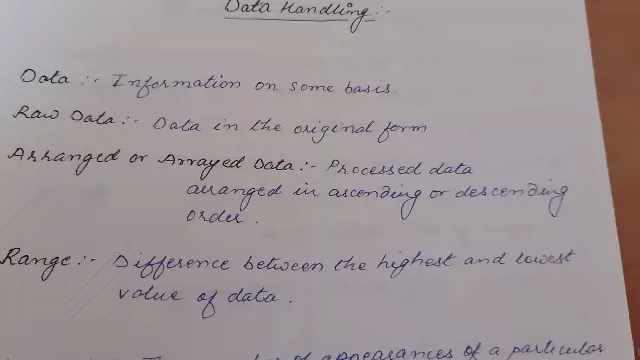 Data Handling :-
Data :- Information on some basis.
Raw Data :- Data in the original form
Arranged or Arrayed Data :- Processed data
arranged in ascending or descending
order.
Range :- Difference between the highest and lowest
value of data.
of appearances of a particular